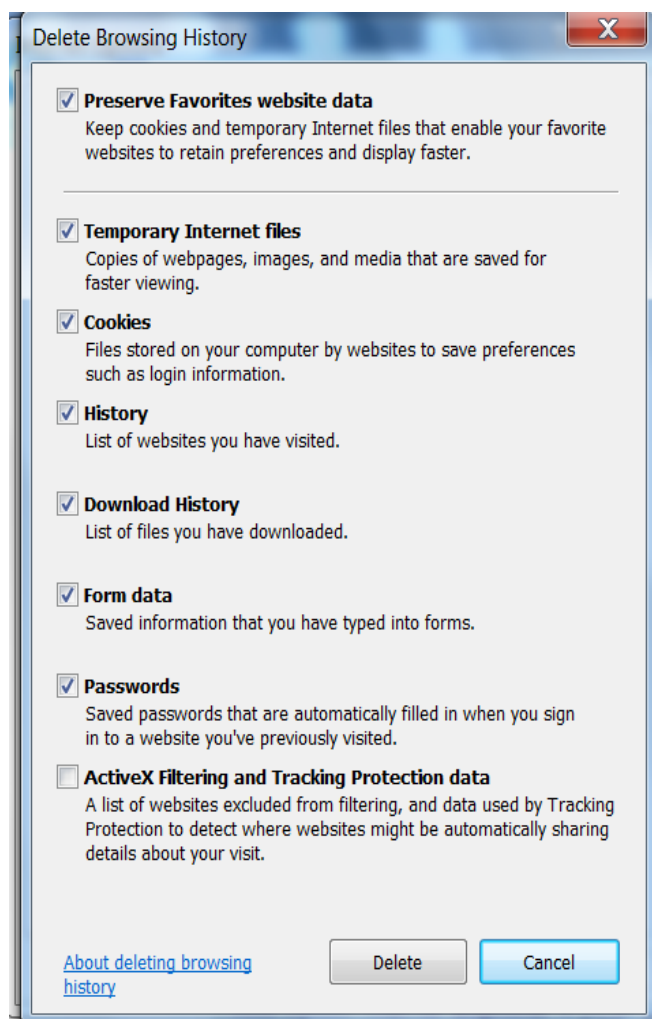 Delete Browsing History
X
Preserve Favorites website data
Keep cookies and temporary Internet files that enable your favorite
websites to retain preferences and display faster.
Temporary Internet files
Copies of webpages, images, and media that are saved for
faster viewing.
Cookies
Files stored on your computer by websites to save preferences
such as login information.
History
List of websites you have visited.
Download History
List of files you have downloaded.
Form data
Saved information that you have typed into forms.
Passwords
Saved passwords that are automatically filled in when you sign
in to a website you've previously visited.
ActiveX Filtering and Tracking Protection data
A list of websites excluded from filtering, and data used by Tracking
Protection to detect where websites might be automatically sharing
details about your visit.
About deleting browsing
history
Delete
Cancel